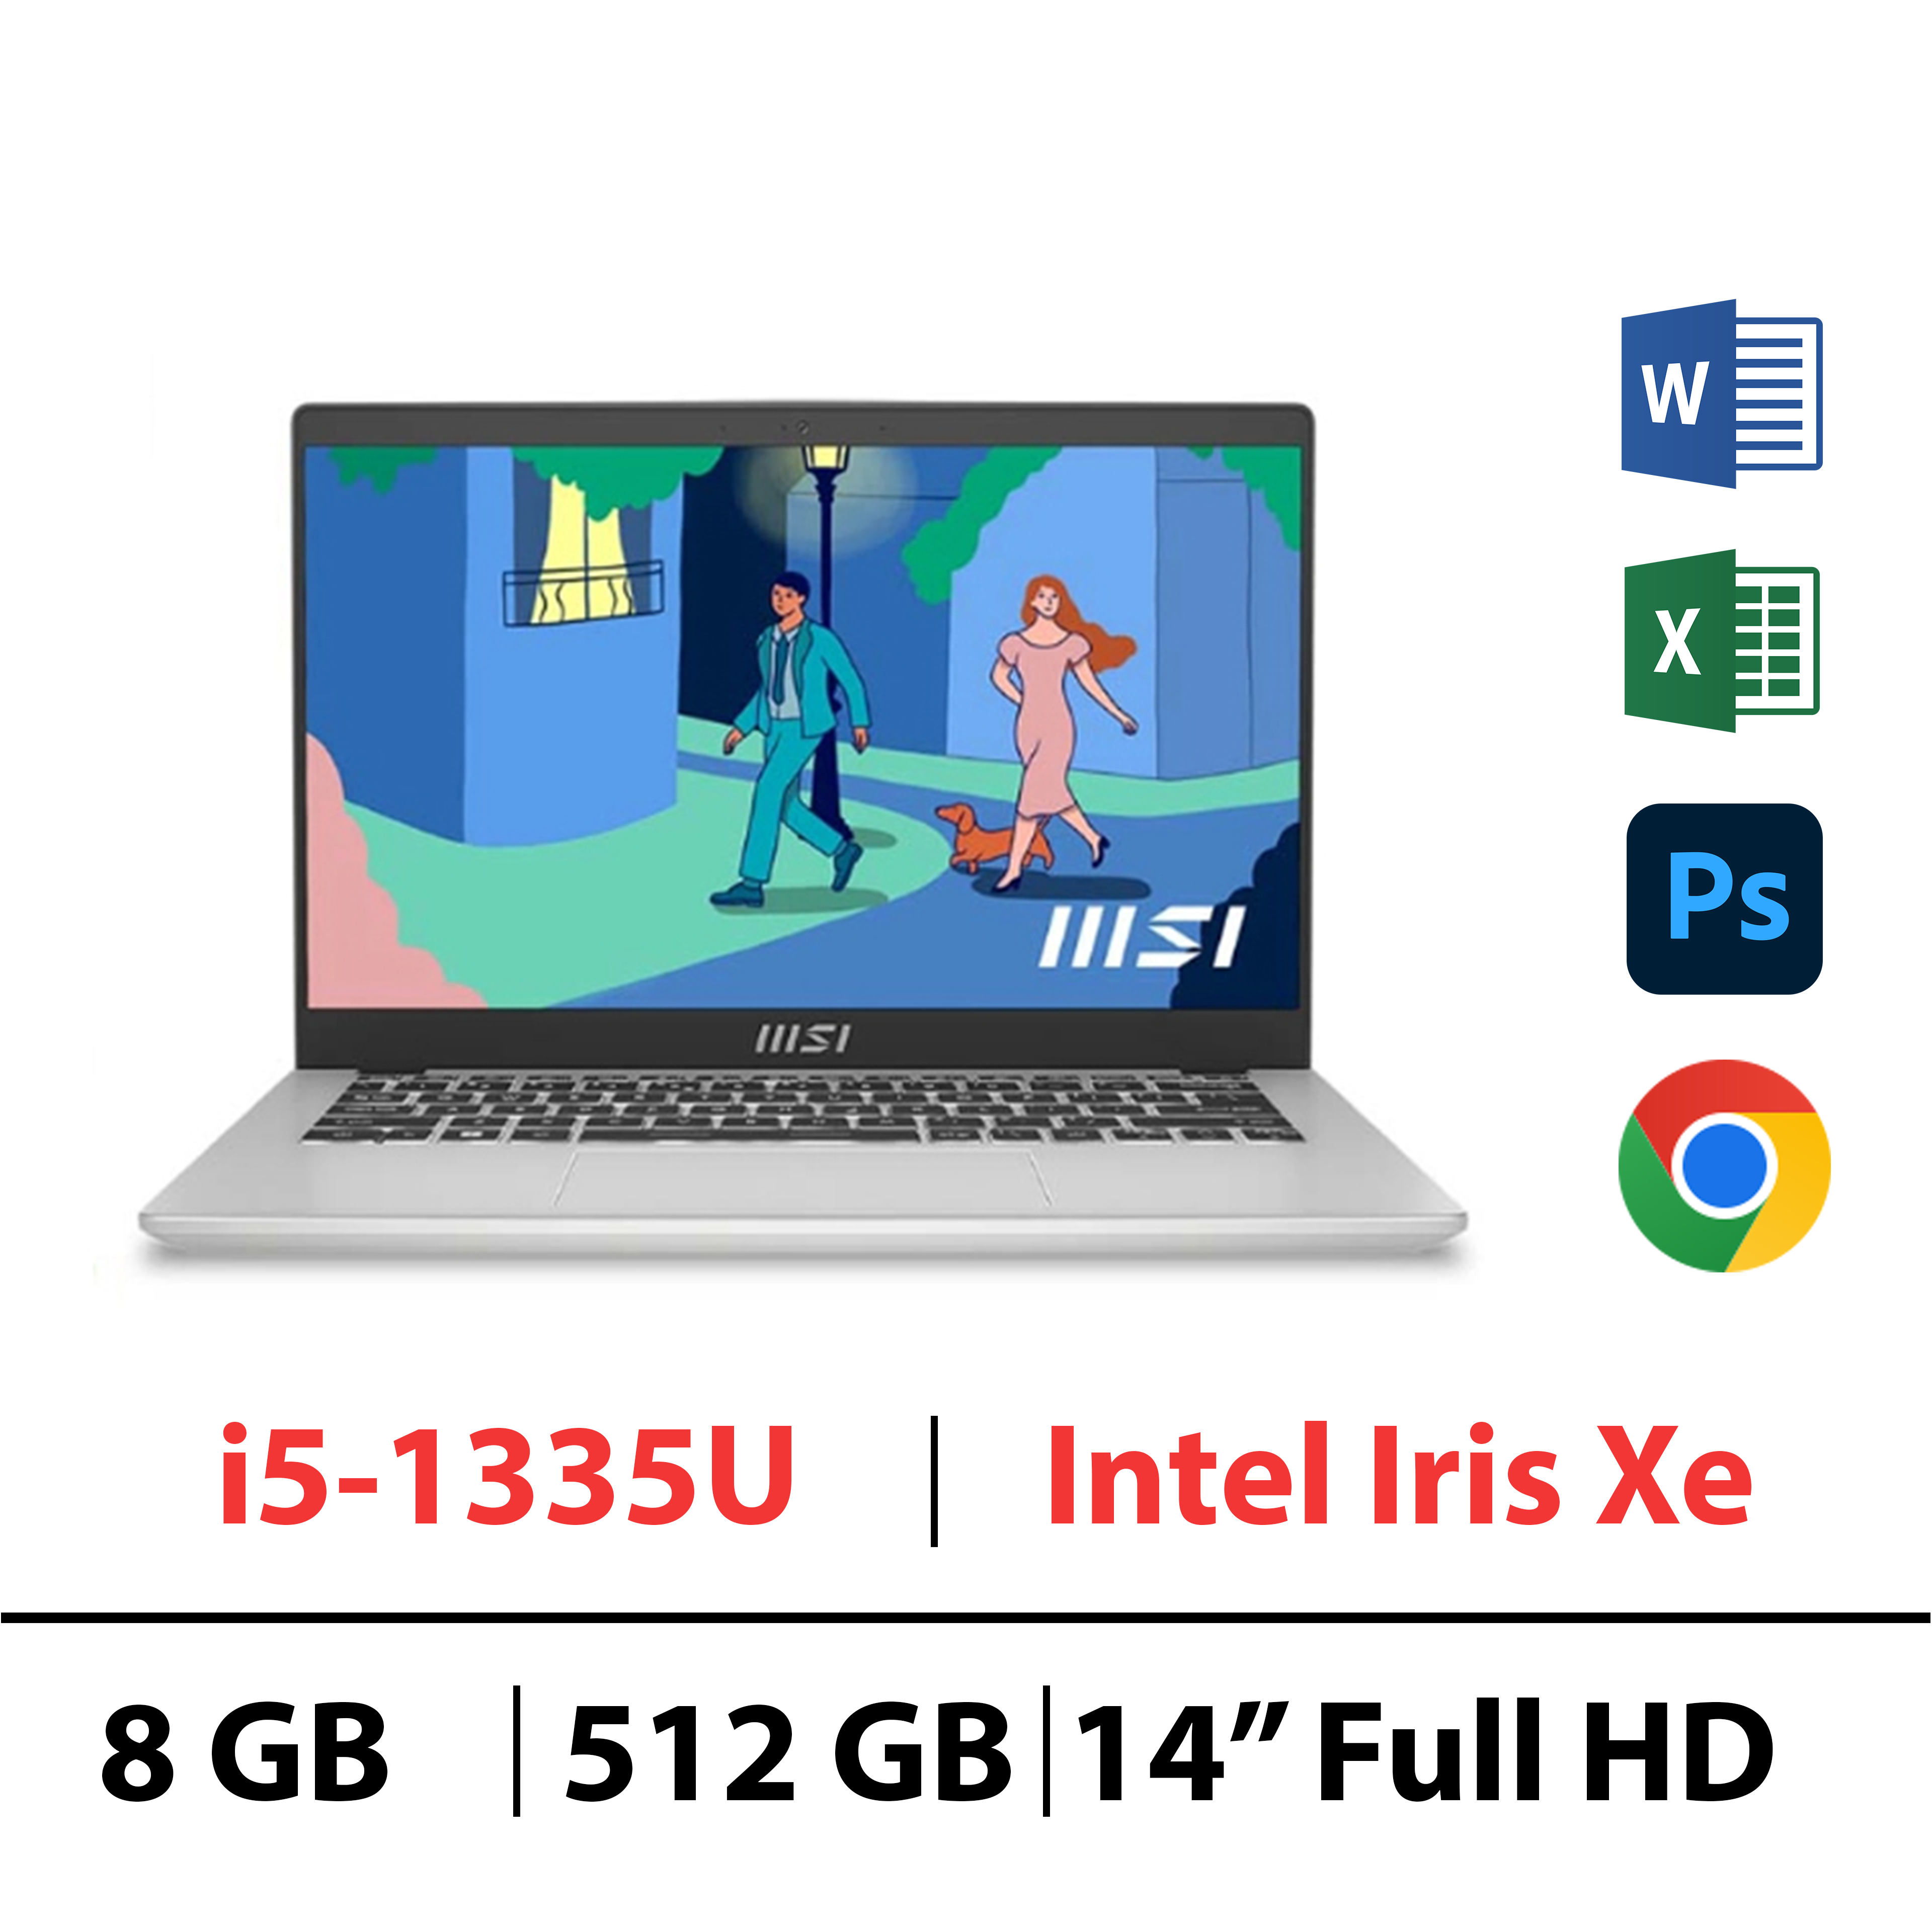 W
X
Ps
msi
msi
i5-1335U | Intel Iris Xe
8 GB | 512 GB | 14” Full HD